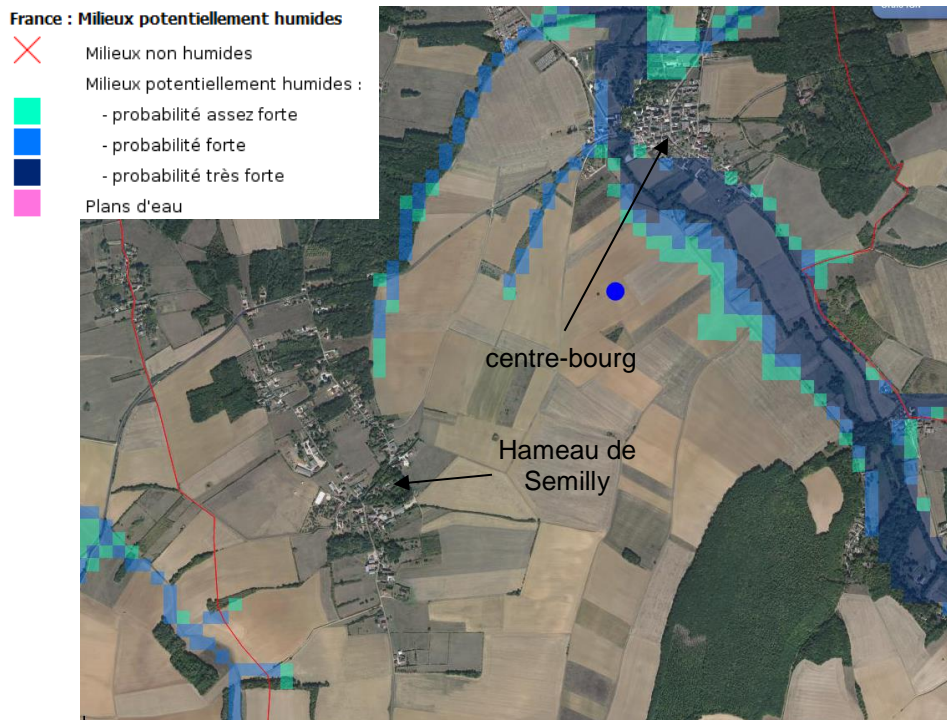 France : Milieux potentiellement humides
Milieux non humides
Milieux potentiellement humides :
- probabilité assez forte
- probabilité forte
- probabilité très forte
Plans d'eau
centre-bourg
Hameau de
Semilly